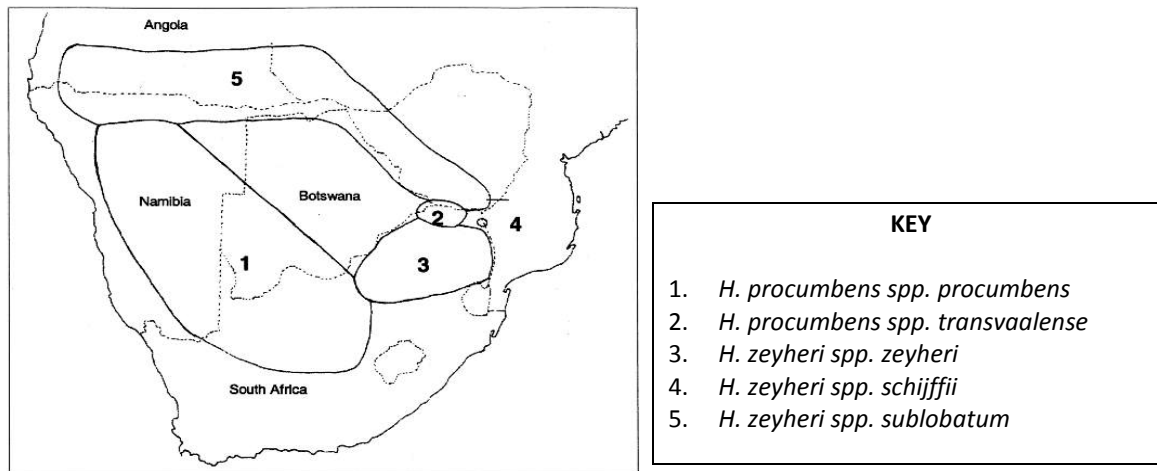 Angola
5
Namibia
Botswana
2
4
1
3
South Africa
KEY
1. H. procumbens spp. procumbens
2. H. procumbens spp. transvaalense
3. H. zeyheri spp. zeyheri
4. H. zeyheri spp. schijffii
5. H. zeyheri spp. sublobatum